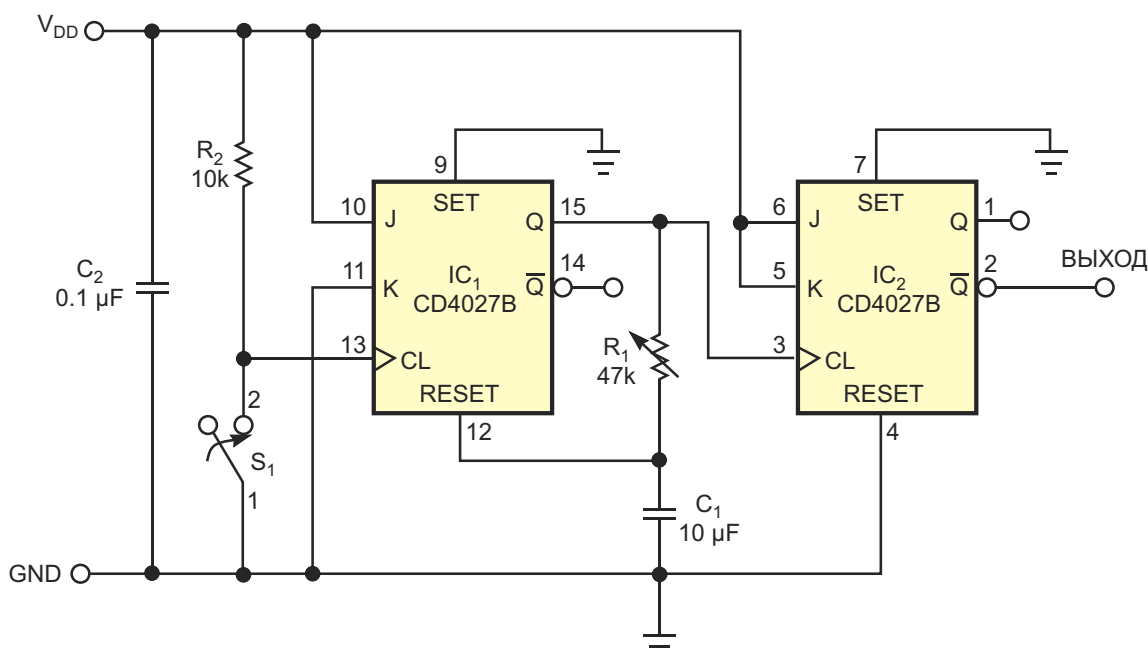 V_DD
R₂
10k
C₂
0.1 µF
2
S₁
1
GND
9
SET
10
J
Q
15
11
K
Q̅
14
IC₁
CD4027B
13
CL
RESET
12
R₁
47k
C₁
10 µF
7
SET
6
J
Q
1
5
K
Q̅
2
IC₂
CD4027B
3
CL
RESET
4
ВЫХОД